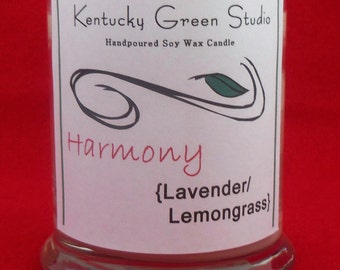 Kentucky Green Studio
Handpoured Soy Wax Candle
Harmony
{Lavender/
Lemongrass}